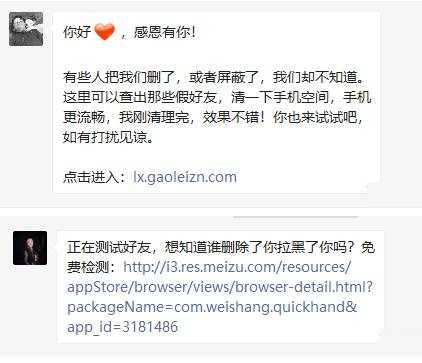 你好❤️，感恩有你！
有些人把我们删了，或者屏蔽了，我们却不知道。
这里可以查出那些假好友，清一下手机空间，手机
更流畅，我刚清理完，效果不错！你也来试试吧，
如有打扰见谅。
点击进入：lx.gaoleizn.com
正在测试好友，想知道谁删除了你拉黑了你吗？免
费检测：http://i3.res.meizu.com/resources/
appStore/browser/views/browser-detail.html?
packageName=com.weishang.quickhand&
app_id=3181486